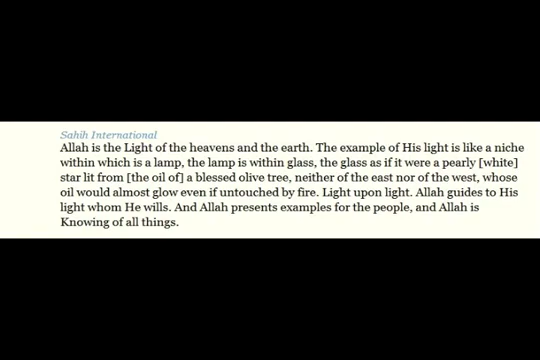 Sahih International
Allah is the Light of the heavens and the earth. The example of His light is like a niche
within which is a lamp, the lamp is within glass, the glass as if it were a pearly [white]
star lit from [the oil of] a blessed olive tree, neither of the east nor of the west, whose
oil would almost glow even if untouched by fire. Light upon light. Allah guides to His
light whom He wills. And Allah presents examples for the people, and Allah is
Knowing of all things.